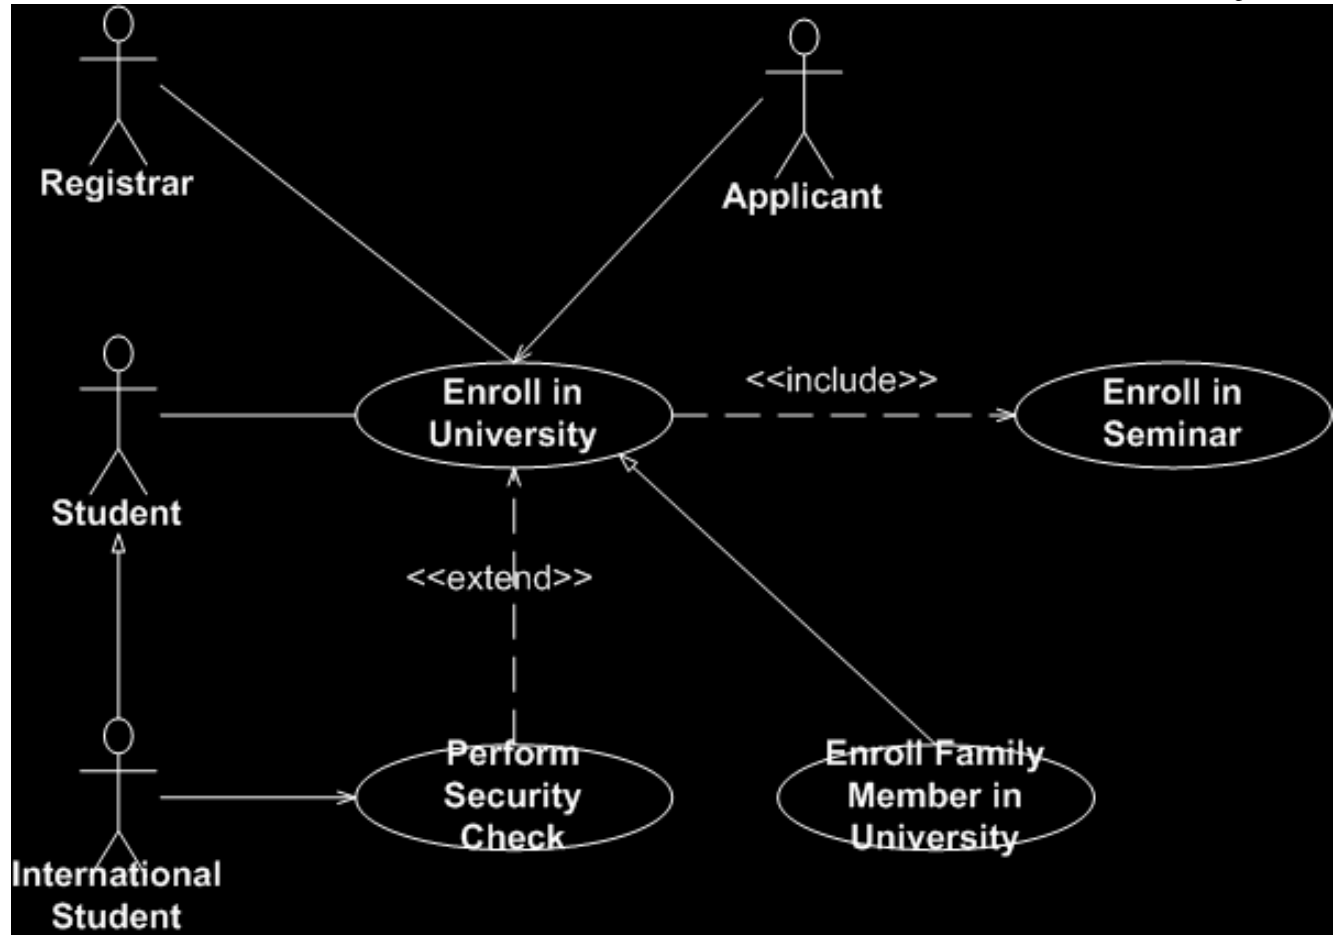 Registrar
Applicant
Enroll in
University
<<include>>
Enroll in
Seminar
Student
<<extend>>
Perform
Security
Check
Enroll Family
Member in
University
International
Student